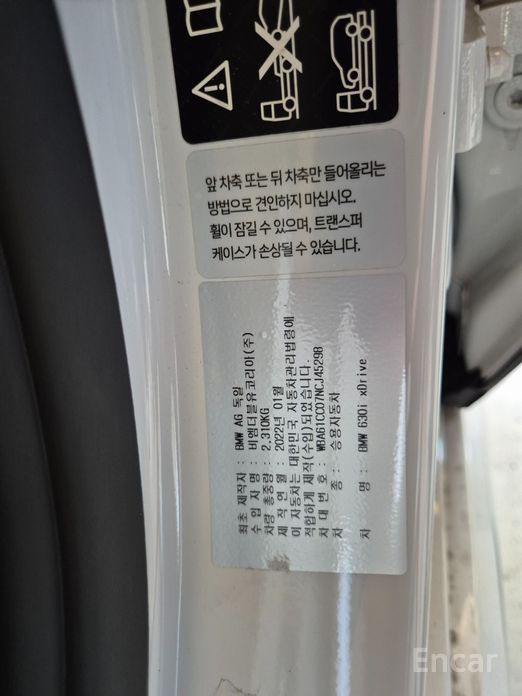 앞 차축 또는 뒤 차축만 들어올리는
방법으로 견인하지 마십시오.
휠이 잠길 수 있으며, 트랜스퍼
케이스가 손상될 수 있습니다.
최초 제작자 : BMW AG 독일
수 입 자 명 : 비엠더블유코리아(주)
차량 총중량 : 2,310KG
제 작 연 월 : 2022년 01월
이 자동차는 대한민국 자동차관리법령에
적합하게 제작(수입)되었습니다.
차 대 번 호 : WBA61CC07NCJ45298
차 종 : 승용자동차
차 명 : BMW 630i xDrive
Encar